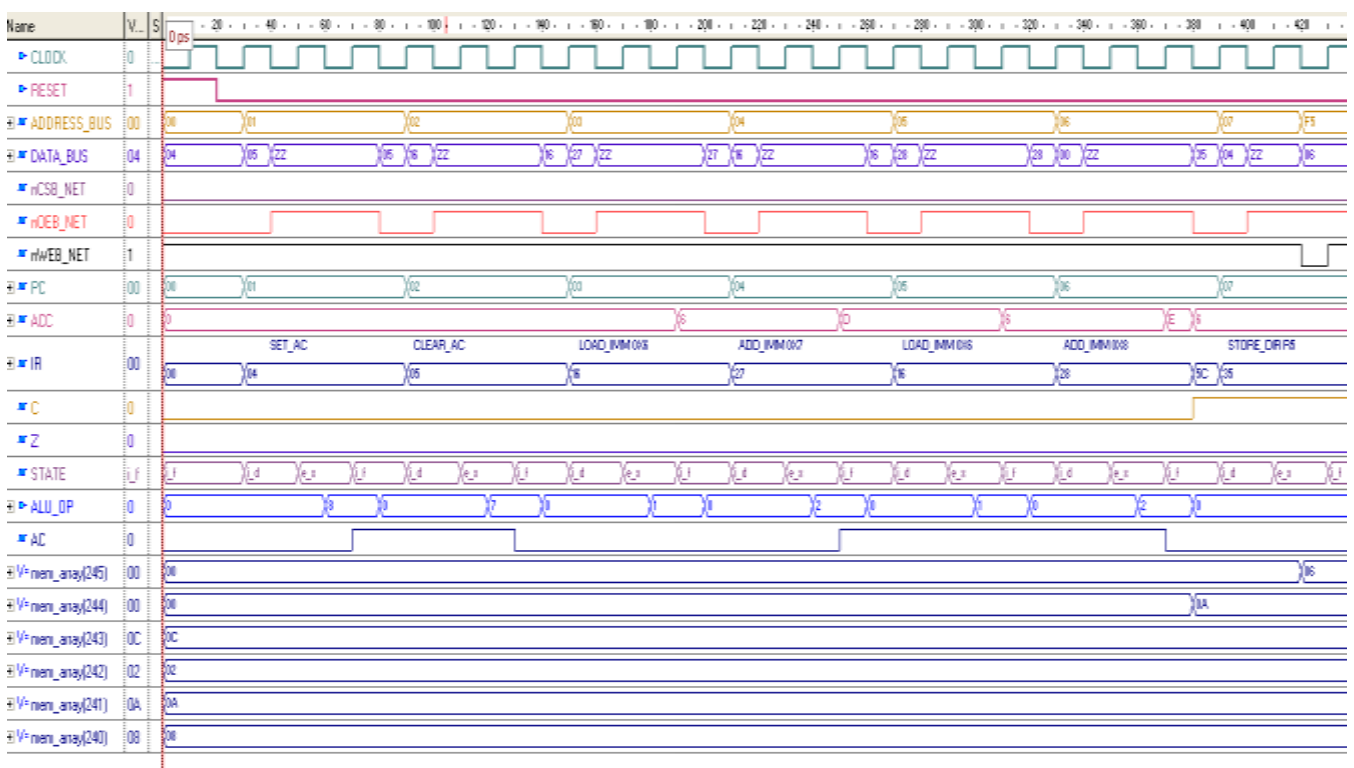 Name V... S 0 ps 20 40 60 80 100 120 140 160 180 200 220 240 260 280 300 320 340 360 380 400 420
CLOCK 0
RESET 1
ADDRESS_BUS 00 00 01 02 03 04 05 06 07 F5
DATA_BUS 04 04 05 ZZ 05 16 ZZ 16 27 ZZ 27 16 ZZ 16 28 ZZ 28 ZZ 35 04 ZZ 06
nCSB_NET 0
nOEB_NET 0
nWEB_NET 1
PC 00 00 01 02 03 04 05 06 07
ACC 0 0 6 D 6 E 6
SET_AC CLEAR_AC LOAD_IMM 0X6 ADD_IMM 0X7 LOAD_IMM 0X6 ADD_IMM 0X8 STORE_DIR F5
IR 00 00 04 05 16 27 16 28 5C 35
C 0
Z 0
STATE i_f i_f i_d e_x i_f i_d e_x i_f i_d e_x i_f i_d e_x i_f i_d e_x i_f i_d e_x i_f i_d e_x i_f
ALU_OP 0 0 8 0 7 0 1 0 2 0 1 0 2 0
AC 0
V= mem_array(245) 00 00 06
V= mem_array(244) 00 00 0A
V= mem_array(243) 0C 0C
V= mem_array(242) 02 02
V= mem_array(241) 0A 0A
V= mem_array(240) 08